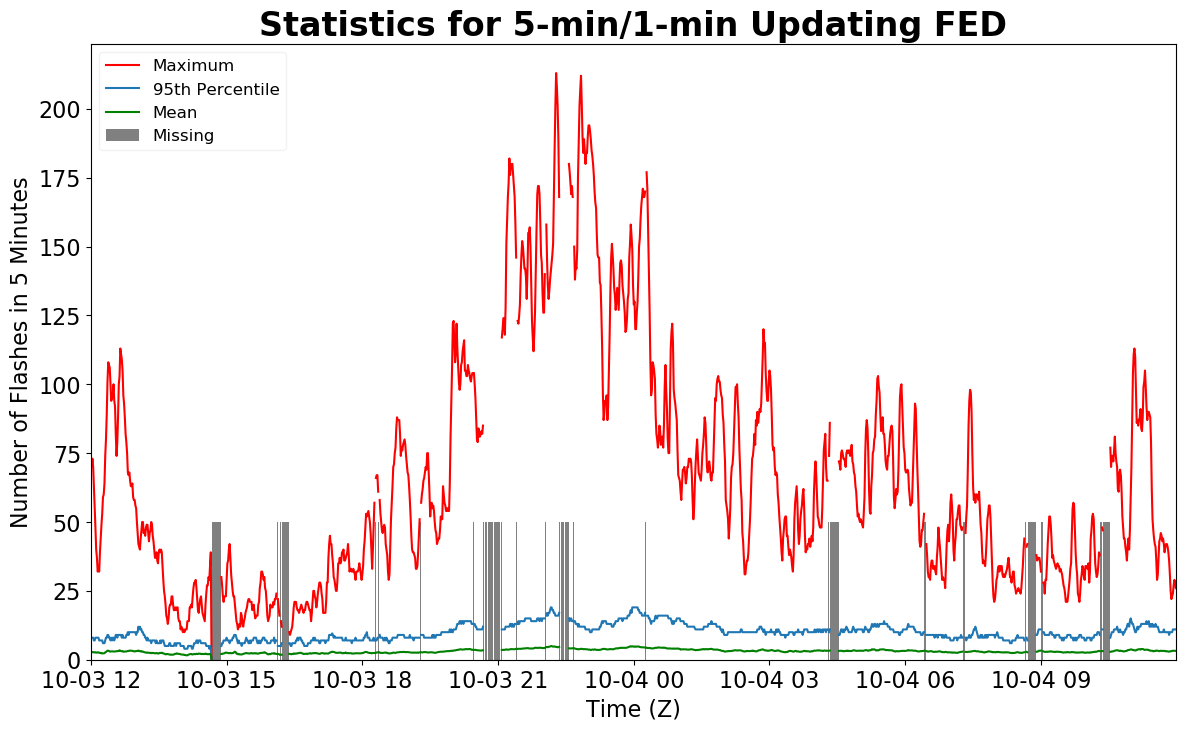 Statistics for 5-min/1-min Updating FED
Maximum
95th Percentile
Mean
Missing
Number of Flashes in 5 Minutes
200
175
150
125
100
75
50
25
0
10-03 12
10-03 15
10-03 18
10-03 21
10-04 00
10-04 03
10-04 06
10-04 09
Time (Z)